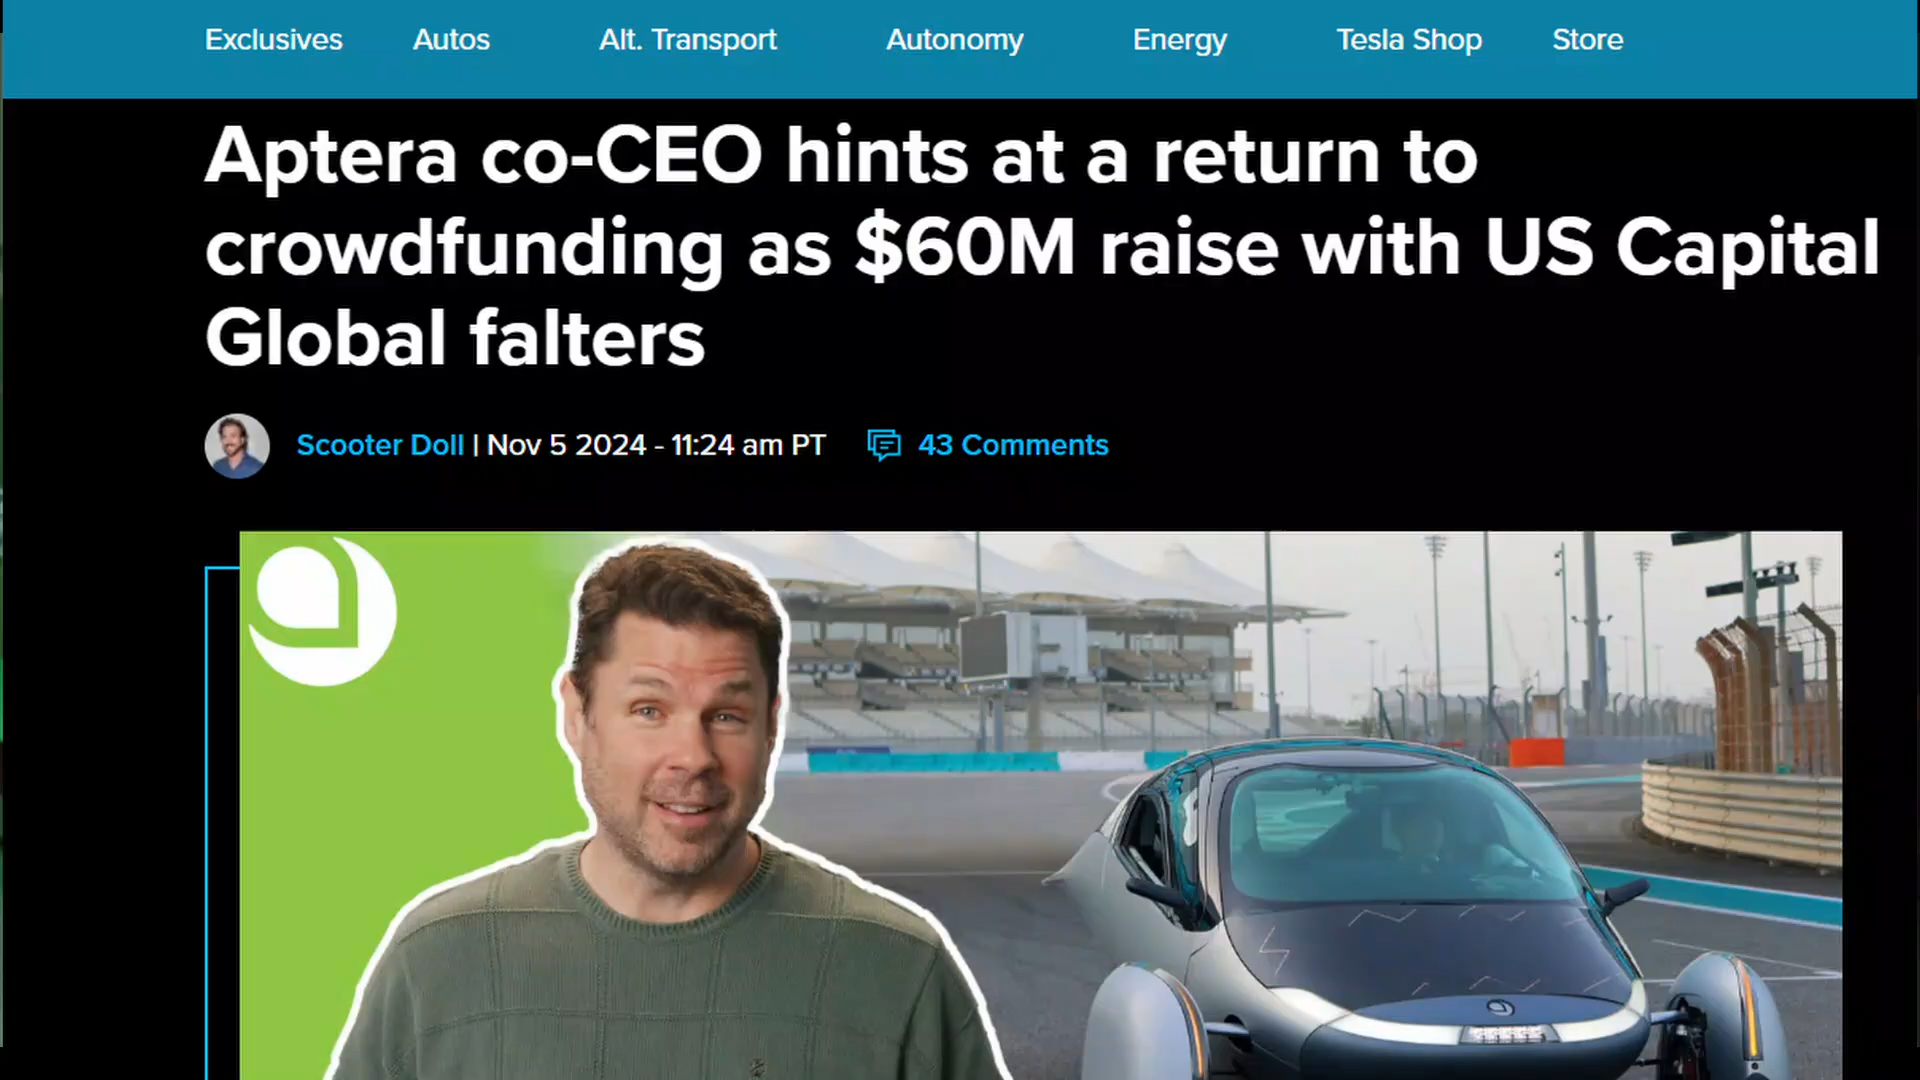 Exclusives Autos Alt. Transport Autonomy Energy Tesla Shop Store
Aptera co-CEO hints at a return to
crowdfunding as $60M raise with US Capital
Global falters
Scooter Doll | Nov 5 2024 - 11:24 am PT 43 Comments